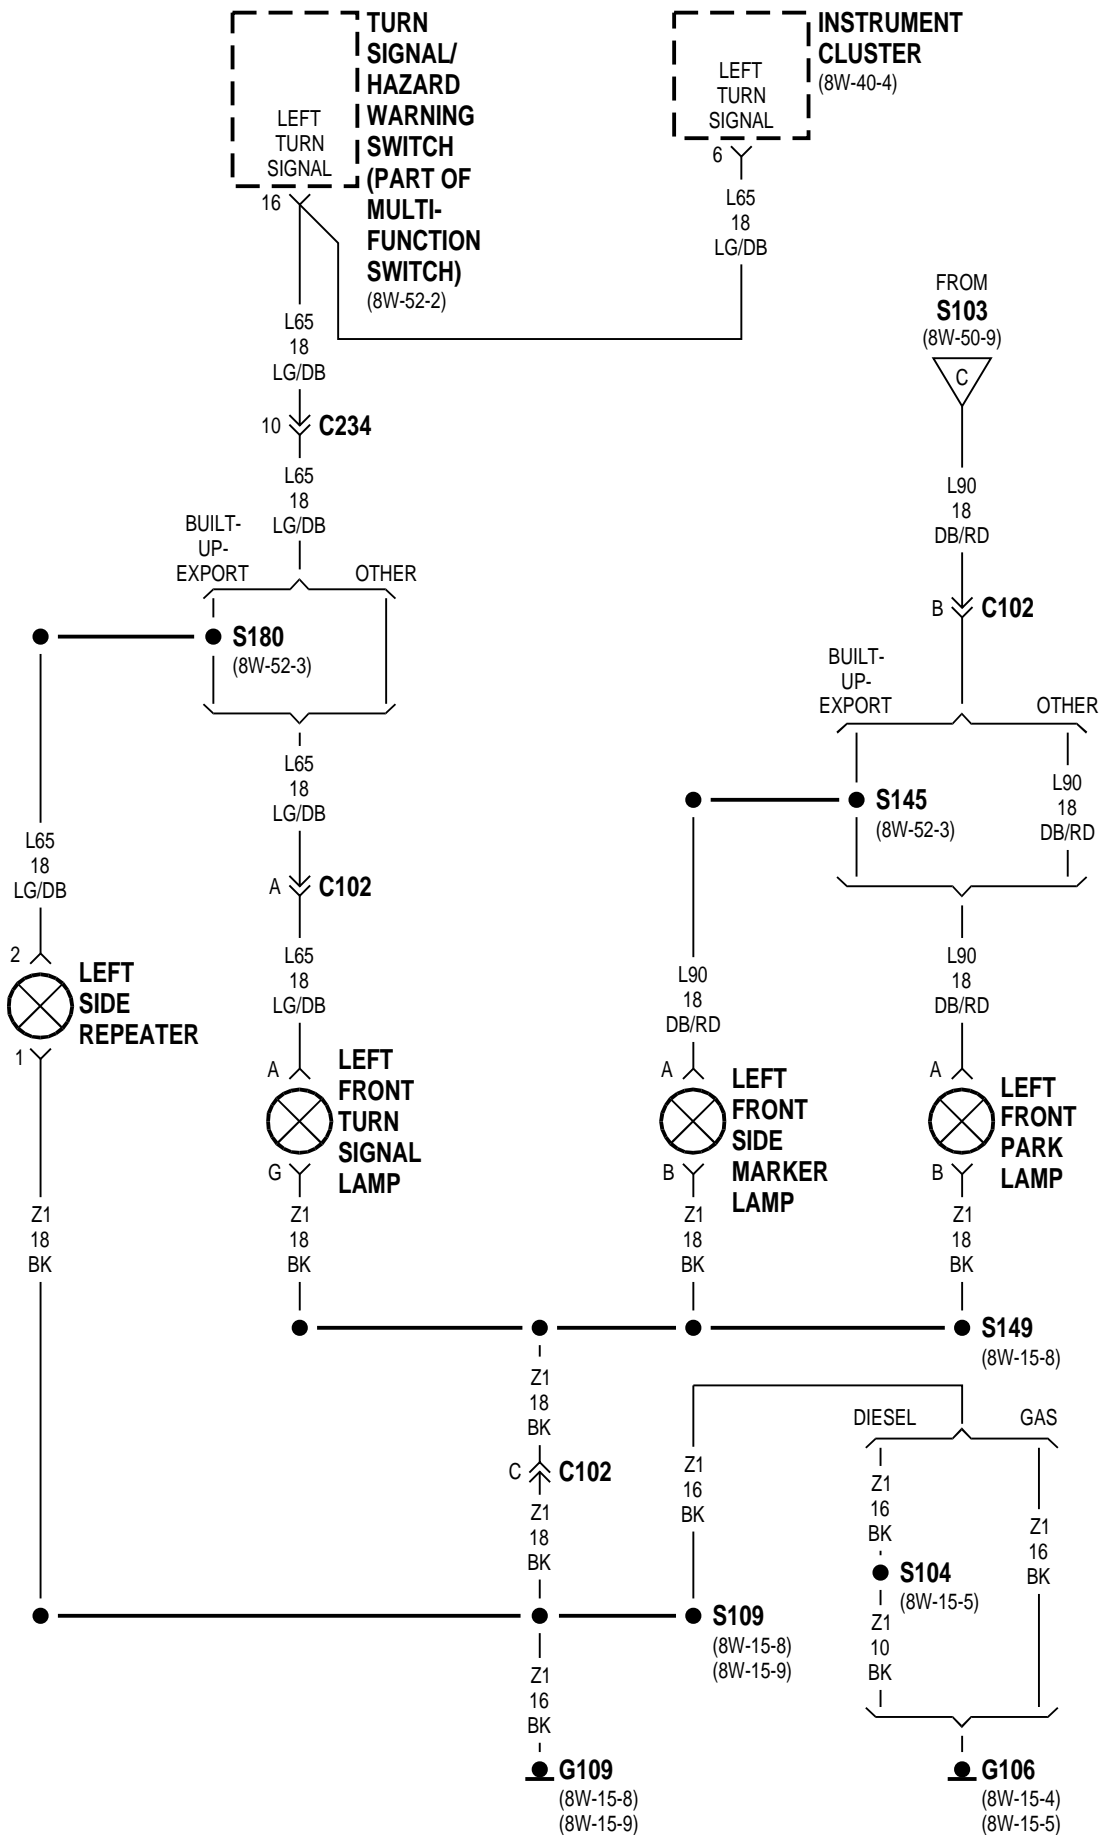 TURN
SIGNAL/
HAZARD
WARNING
SWITCH
(PART OF
MULTI-
FUNCTION
SWITCH)
(8W-52-2)
LEFT
TURN
SIGNAL
16
INSTRUMENT
CLUSTER
(8W-40-4)
LEFT
TURN
SIGNAL
6
L65
18
LG/DB
FROM
S103
(8W-50-9)
C
L65
18
LG/DB
10 C234
L65
18
LG/DB
BUILT-
UP-
EXPORT
OTHER
S180
(8W-52-3)
L90
18
DB/RD
B C102
BUILT-
UP-
EXPORT
OTHER
S145
(8W-52-3)
L90
18
DB/RD
L65
18
LG/DB
A C102
L65
18
LG/DB
2
LEFT
SIDE
REPEATER
1
L65
18
LG/DB
A
LEFT
FRONT
TURN
SIGNAL
LAMP
G
L90
18
DB/RD
A
LEFT
FRONT
SIDE
MARKER
LAMP
B
L90
18
DB/RD
A
LEFT
FRONT
PARK
LAMP
B
Z1
18
BK
Z1
18
BK
Z1
18
BK
Z1
18
BK
S149
(8W-15-8)
Z1
18
BK
C C102
Z1
18
BK
Z1
16
BK
DIESEL
GAS
Z1
16
BK
S104
(8W-15-5)
Z1
10
BK
Z1
16
BK
S109
(8W-15-8)
(8W-15-9)
Z1
16
BK
G109
(8W-15-8)
(8W-15-9)
G106
(8W-15-4)
(8W-15-5)